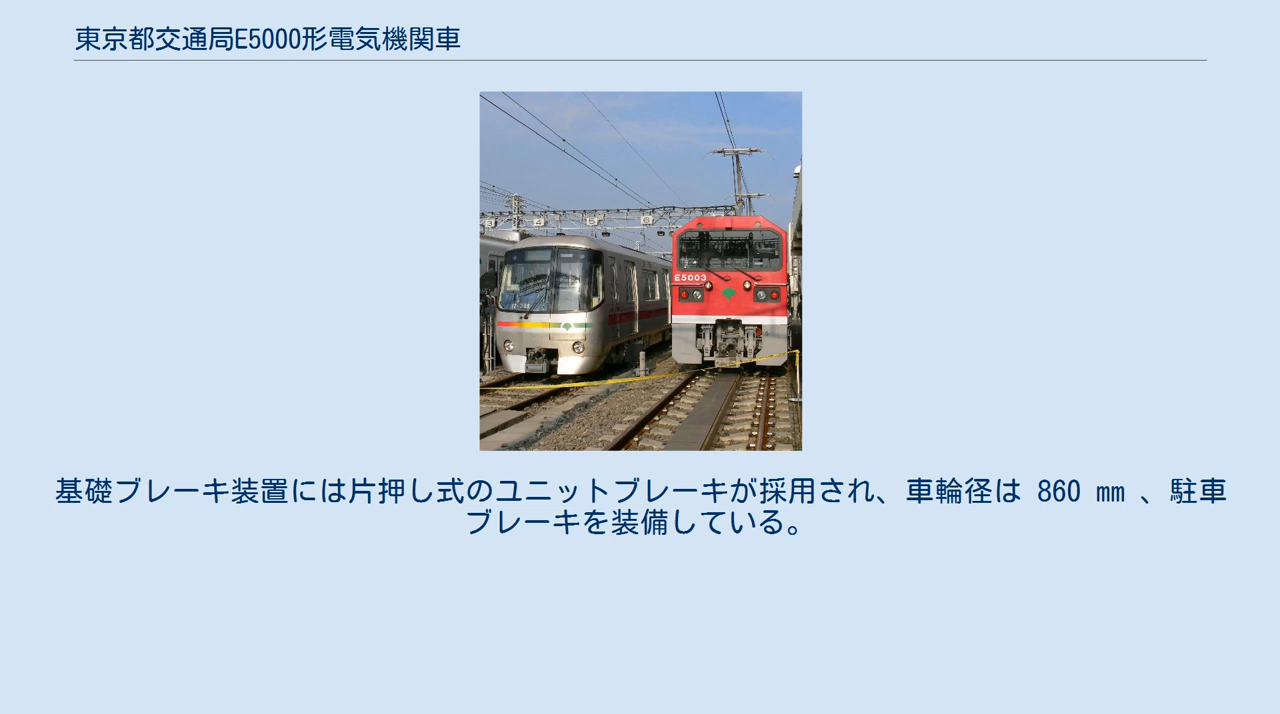 東京都交通局E5000形電気機関車
E5003
基礎ブレーキ装置には片押し式のユニットブレーキが採用され、車輪径は 860 mm 、駐車
ブレーキを装備している。